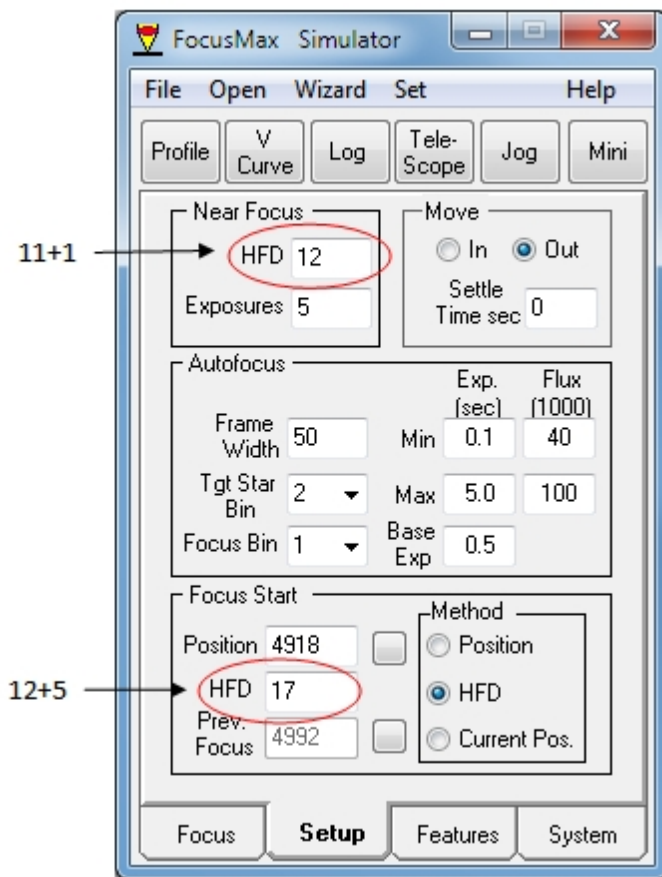 FocusMax Simulator
File Open Wizard Set Help
Profile
V
Curve
Log
Tele-
Scope
Jog
Mini
Near Focus
11+1
HFD 12
Exposures 5
Move
In Out
Settle
Time sec 0
Autofocus
Exp.
(sec)
Flux
(1000)
Frame
Width 50
Min 0.1 40
Tgt Star
Bin 2
Max 5.0 100
Focus Bin 1
Base
Exp 0.5
Focus Start
Position 4918
12+5
HFD 17
Prev.
Focus 4992
Method
Position
HFD
Current Pos.
Focus Setup Features System